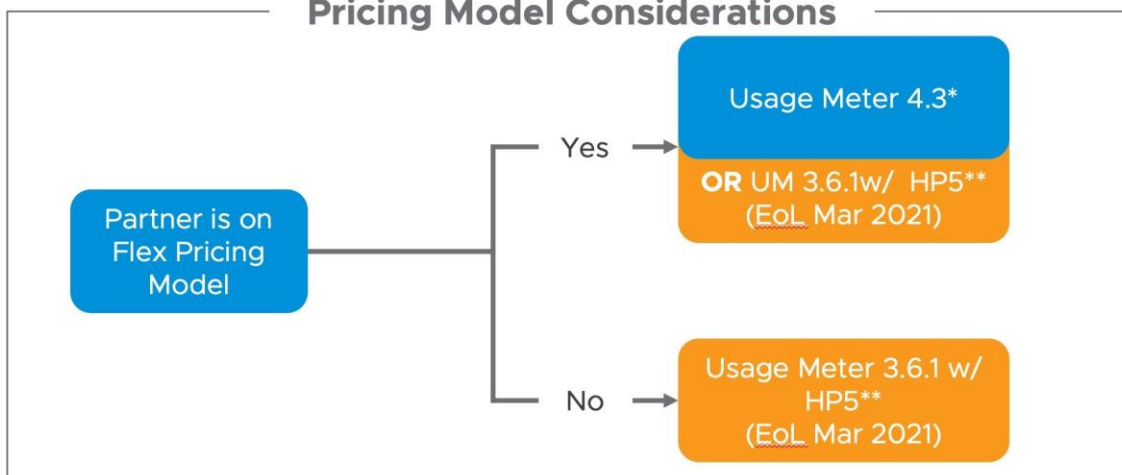 Pricing Model Considerations
Usage Meter 4.3*
Yes
OR UM 3.6.1w/ HP5**
(EoL Mar 2021)
Partner is on
Flex Pricing
Model
Usage Meter 3.6.1 w/
HP5**
(EoL Mar 2021)
No